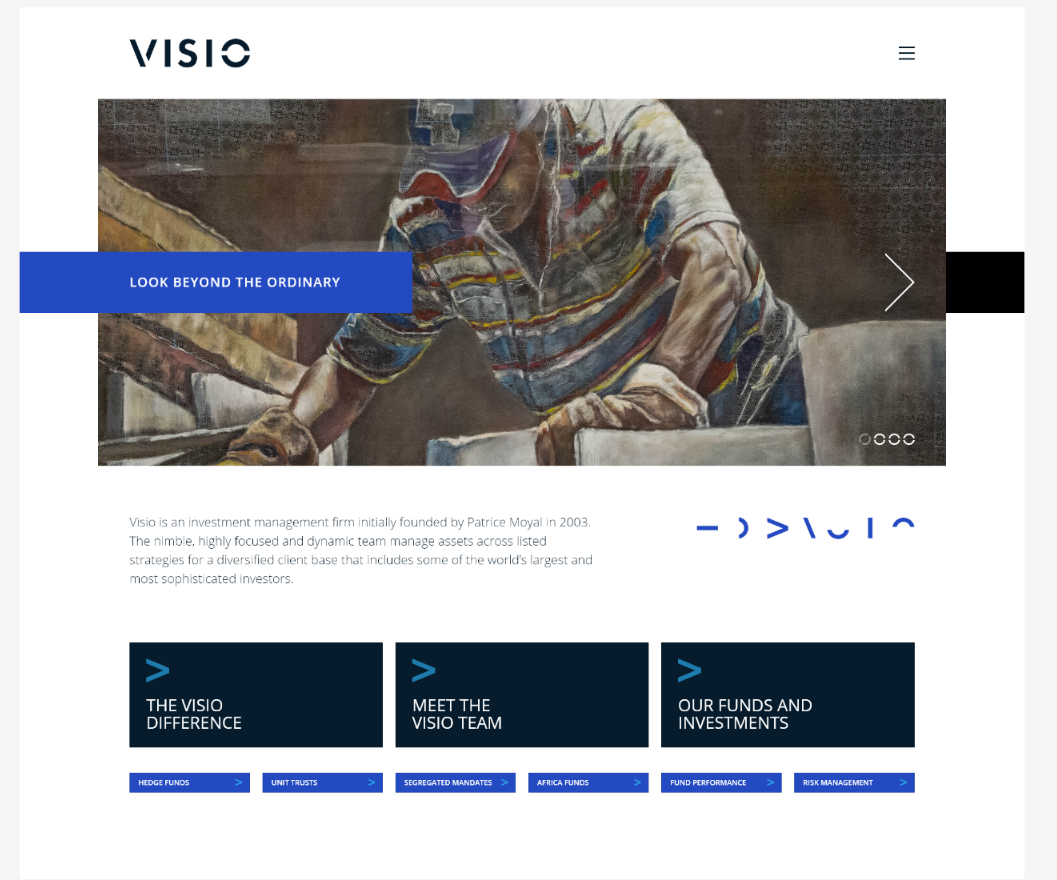 VISIO
LOOK BEYOND THE ORDINARY
Visio is an investment management firm initially founded by Patrice Moyal in 2003.
The nimble, highly focused and dynamic team manage assets across listed
strategies for a diversified client base that includes some of the world's largest and
most sophisticated investors.
THE VISIO
DIFFERENCE
MEET THE
VISIO TEAM
OUR FUNDS AND
INVESTMENTS
HEDGE FUNDS
UNIT TRUSTS
SEGREGATED MANDATES
AFRICA FUNDS
FUND PERFORMANCE
RISK MANAGEMENT